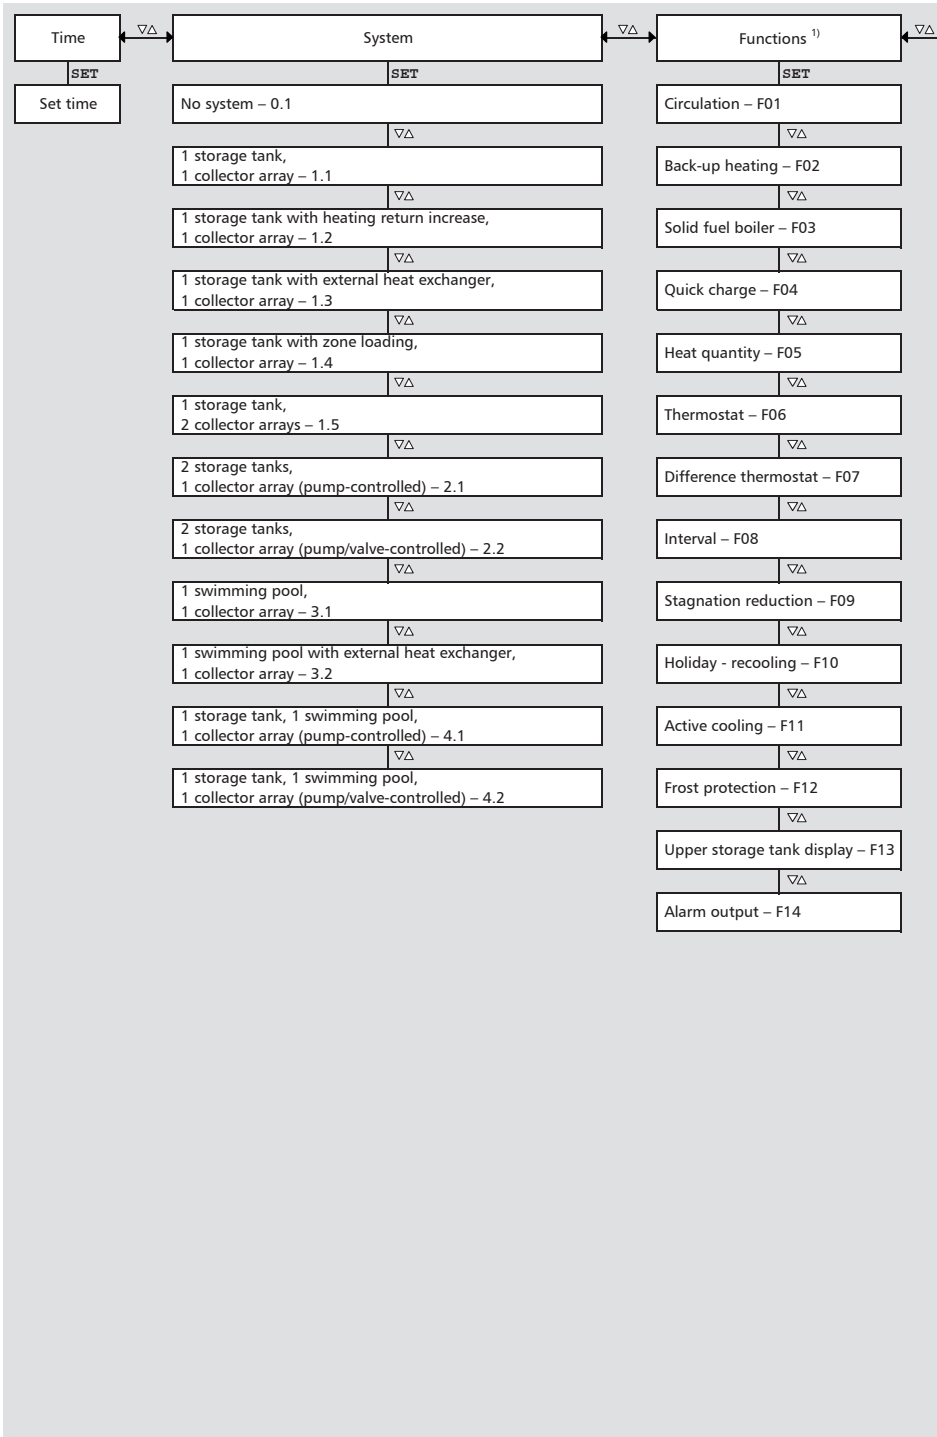 Time
▽△
System
▽△
Functions 1)
▽△
SET
SET
SET
Set time
No system – 0.1
▽△
1 storage tank,
1 collector array – 1.1
▽△
1 storage tank with heating return increase,
1 collector array – 1.2
▽△
1 storage tank with external heat exchanger,
1 collector array – 1.3
▽△
1 storage tank with zone loading,
1 collector array – 1.4
▽△
1 storage tank,
2 collector arrays – 1.5
▽△
2 storage tanks,
1 collector array (pump-controlled) – 2.1
▽△
2 storage tanks,
1 collector array (pump/valve-controlled) – 2.2
▽△
1 swimming pool,
1 collector array – 3.1
▽△
1 swimming pool with external heat exchanger,
1 collector array – 3.2
▽△
1 storage tank, 1 swimming pool,
1 collector array (pump-controlled) – 4.1
▽△
1 storage tank, 1 swimming pool,
1 collector array (pump/valve-controlled) – 4.2
Circulation – F01
▽△
Back-up heating – F02
▽△
Solid fuel boiler – F03
▽△
Quick charge – F04
▽△
Heat quantity – F05
▽△
Thermostat – F06
▽△
Difference thermostat – F07
▽△
Interval – F08
▽△
Stagnation reduction – F09
▽△
Holiday - recooling – F10
▽△
Active cooling – F11
▽△
Frost protection – F12
▽△
Upper storage tank display – F13
▽△
Alarm output – F14